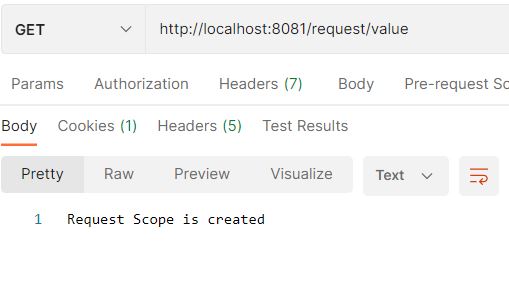 GET http://localhost:8081/request/value
Params Authorization Headers (7) Body Pre-request Sc
Body Cookies (1) Headers (5) Test Results
Pretty Raw Preview Visualize Text
1 Request Scope is created